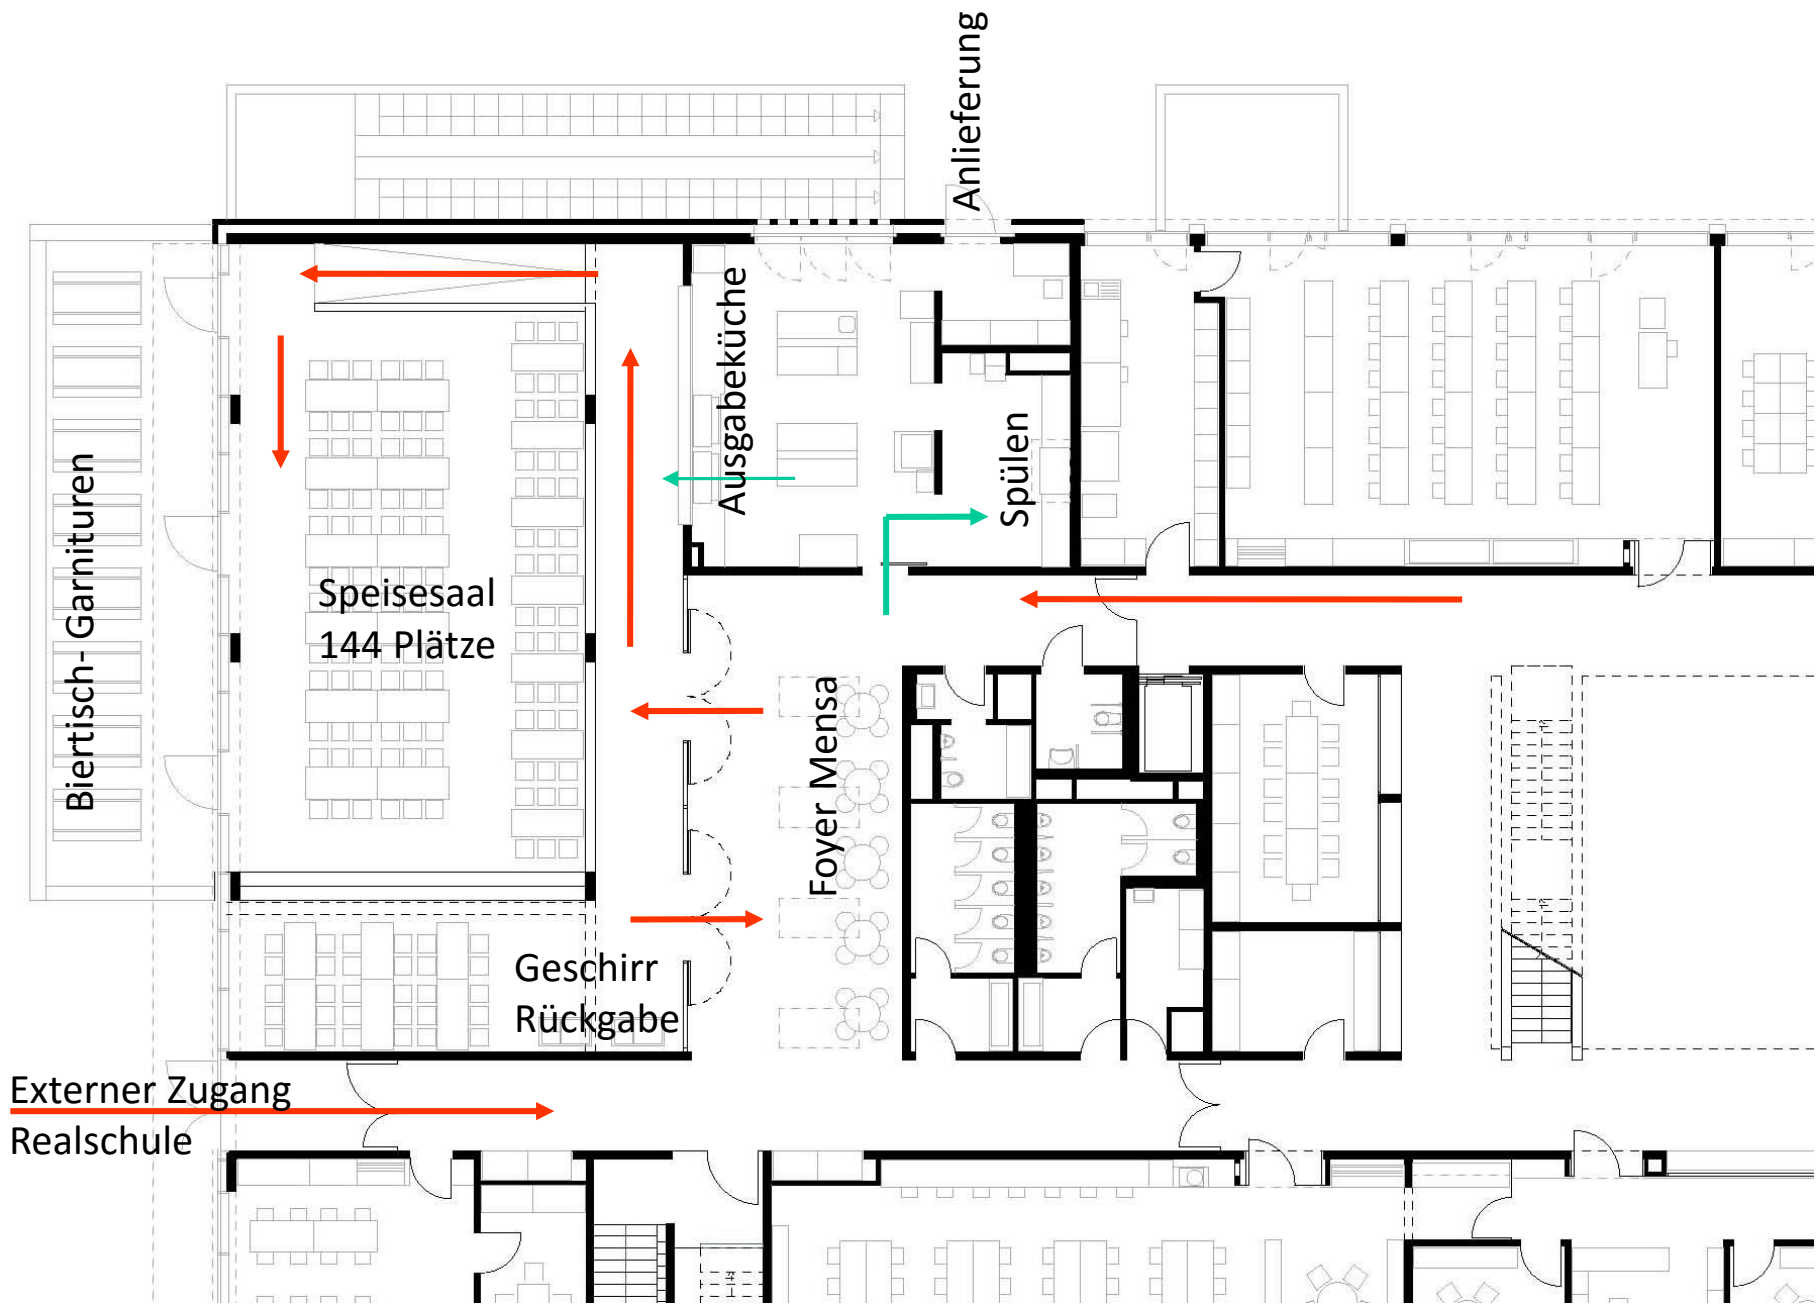 Anlieferung
Ausgabeküche
Spülen
Biertisch- Garnituren
Speisesaal
144 Plätze
Foyer Mensa
Geschirr
Rückgabe
Externer Zugang
Realschule